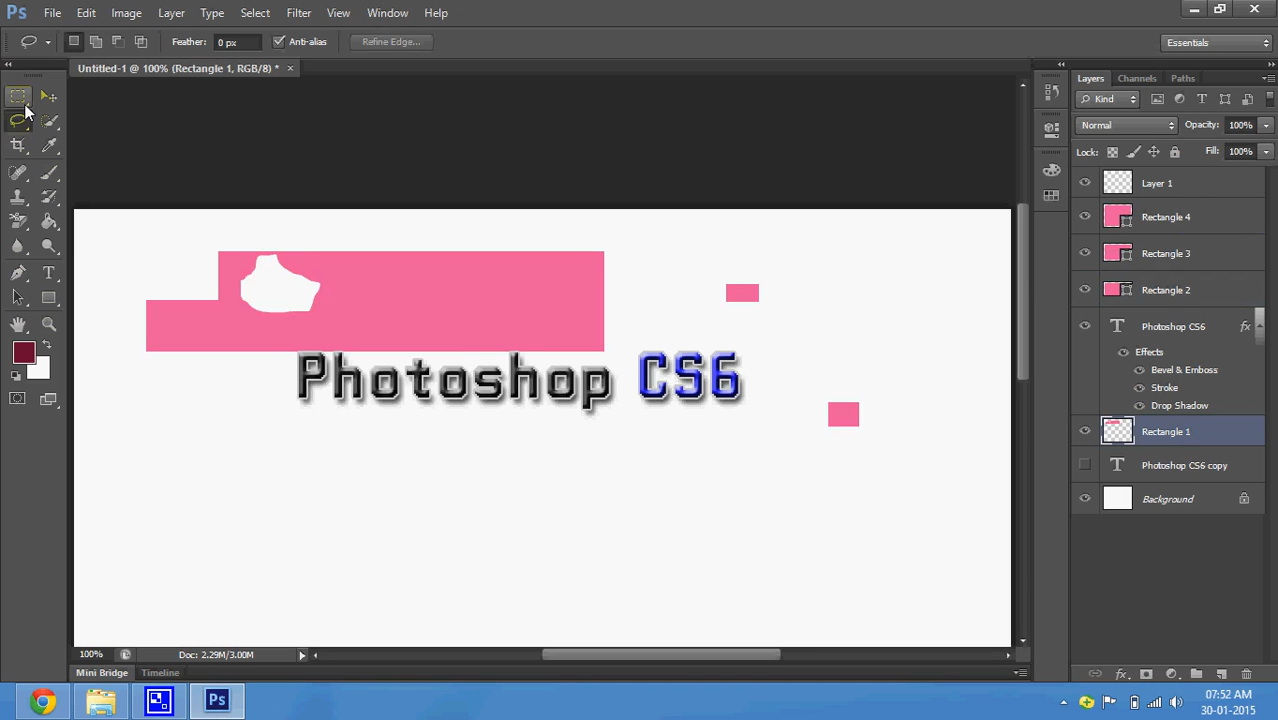 Ps File Edit Image Layer Type Select Filter View Window Help
Feather: 0 px Anti-alias Refine Edge... Essentials
Untitled-1 @ 100% (Rectangle 1, RGB/8) * ×
Layers Channels Paths
Kind
Normal Opacity: 100%
Lock: Fill: 100%
Layer 1
Rectangle 4
Rectangle 3
Rectangle 2
Photoshop CS6 fx
Effects
Bevel & Emboss
Stroke
Drop Shadow
Rectangle 1
Photoshop CS6 copy
Background
Photoshop CS6
100% Doc: 2.29M/3.00M
Mini Bridge Timeline
Ps
07:52 AM
30-01-2015